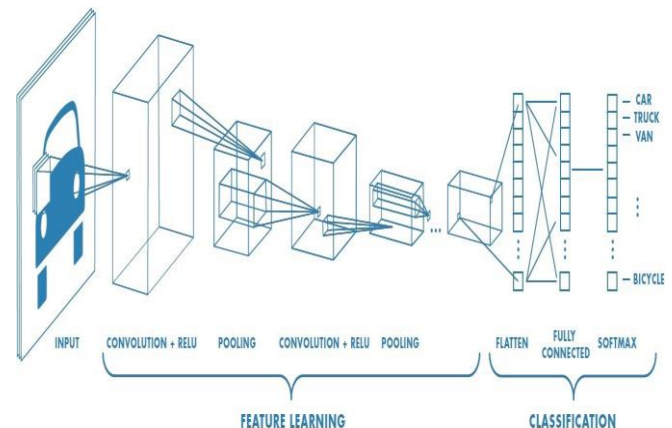 CAR
TRUCK
VAN
BICYCLE
INPUT CONVOLUTION + RELU POOLING CONVOLUTION + RELU POOLING FLATTEN FULLY CONNECTED SOFTMAX
FEATURE LEARNING CLASSIFICATION